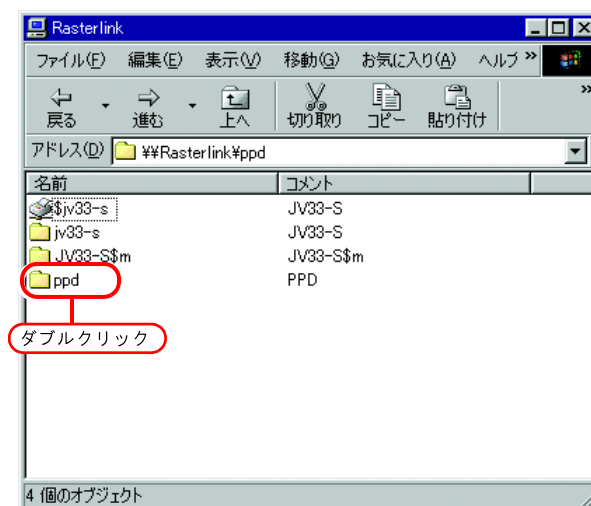 Rasterlink
ファイル(F) 編集(E) 表示(V) 移動(G) お気に入り(A) ヘルプ »
戻る 進む 上へ 切り取り コピー 貼り付け »
アドレス(D) ¥¥Rasterlink¥ppd
名前 コメント
$jv33-s JV33-S
jv33-s JV33-S
JV33-S$m JV33-S$m
ppd PPD
ダブルクリック
4 個のオブジェクト